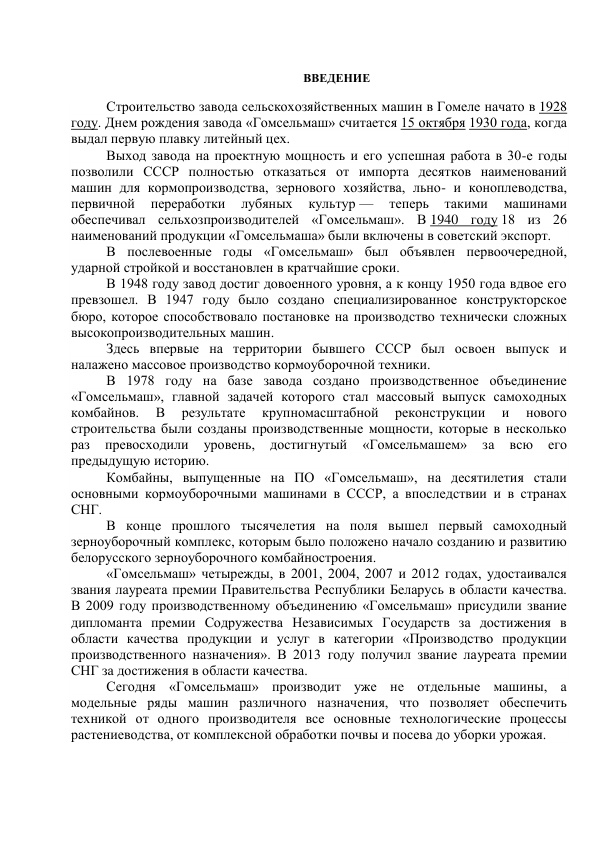 ВВЕДЕНИЕ
Строительство завода сельскохозяйственных машин в Гомеле начато в 1928
году. Днем рождения завода «Гомсельмаш» считается 15 октября 1930 года, когда
выдал первую плавку литейный цех.
Выход завода на проектную мощность и его успешная работа в 30-е годы
позволили СССР полностью отказаться от импорта десятков наименований
машин для кормопроизводства, зернового хозяйства, льно- и коноплеводства,
первичной переработки лубяных культур — теперь такими машинами
обеспечивал сельхозпроизводителей «Гомсельмаш». В 1940 году 18 из 26
наименований продукции «Гомсельмаша» были включены в советский экспорт.
В послевоенные годы «Гомсельмаш» был объявлен первоочередной,
ударной стройкой и восстановлен в кратчайшие сроки.
В 1948 году завод достиг довоенного уровня, а к концу 1950 года вдвое его
превзошел. В 1947 году было создано специализированное конструкторское
бюро, которое способствовало постановке на производство технически сложных
высокопроизводительных машин.
Здесь впервые на территории бывшего СССР был освоен выпуск и
налажено массовое производство кормоуборочной техники.
В 1978 году на базе завода создано производственное объединение
«Гомсельмаш», главной задачей которого стал массовый выпуск самоходных
комбайнов. В результате крупномасштабной реконструкции и нового
строительства были созданы производственные мощности, которые в несколько
раз превосходили уровень, достигнутый «Гомсельмашем» за всю его
предыдущую историю.
Комбайны, выпущенные на ПО «Гомсельмаш», на десятилетия стали
основными кормоуборочными машинами в СССР, а впоследствии и в странах
СНГ.
В конце прошлого тысячелетия на поля вышел первый самоходный
зерноуборочный комплекс, которым было положено начало созданию и развитию
белорусского зерноуборочного комбайностроения.
«Гомсельмаш» четырежды, в 2001, 2004, 2007 и 2012 годах, удостаивался
звания лауреата премии Правительства Республики Беларусь в области качества.
В 2009 году производственному объединению «Гомсельмаш» присудили звание
дипломанта премии Содружества Независимых Государств за достижения в
области качества продукции и услуг в категории «Производство продукции
производственного назначения». В 2013 году получил звание лауреата премии
СНГ за достижения в области качества.
Сегодня «Гомсельмаш» производит уже не отдельные машины, а
модельные ряды машин различного назначения, что позволяет обеспечить
техникой от одного производителя все основные технологические процессы
растениеводства, от комплексной обработки почвы и посева до уборки урожая.